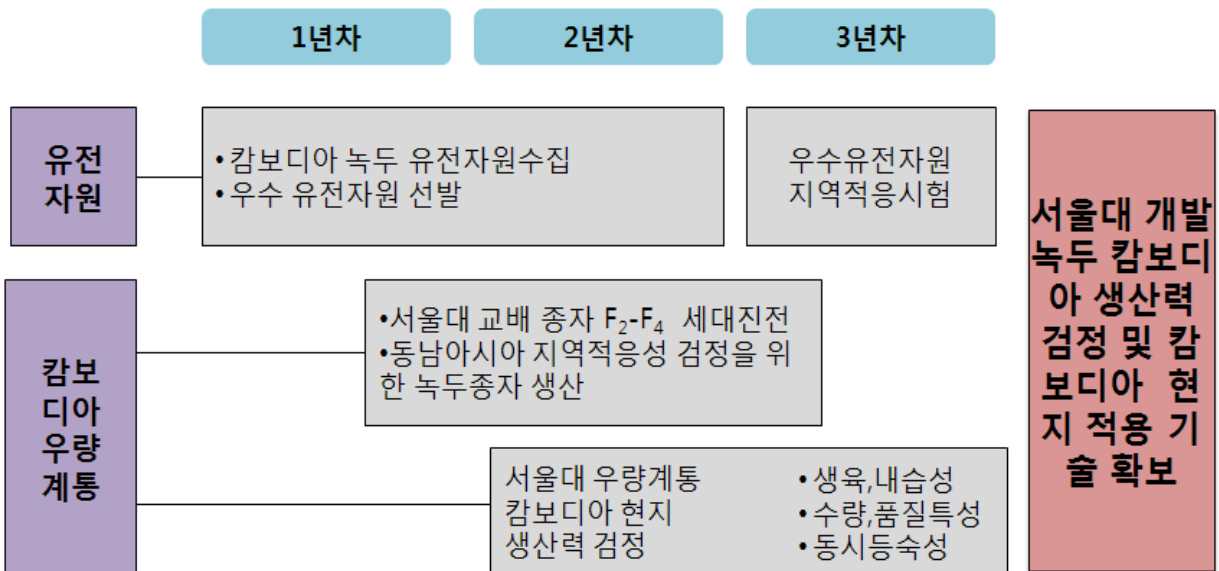 1년차
2년차
3년차
유전
자원
•캄보디아 녹두 유전자원수집
•우수 유전자원 선발
우수유전자원
지역적응시험
캄보
디아
우량
계통
•서울대 교배 종자 F₂-F₄ 세대진전
•동남아시아 지역적응성 검정을 위
한 녹두종자 생산
서울대 우량계통
캄보디아 현지
생산력 검정
•생육,내습성
•수량,품질특성
•동시등숙성
서울대 개발
녹두 캄보디
아 생산력
검정 및 캄
보디아 현
지 적용 기
술 확보